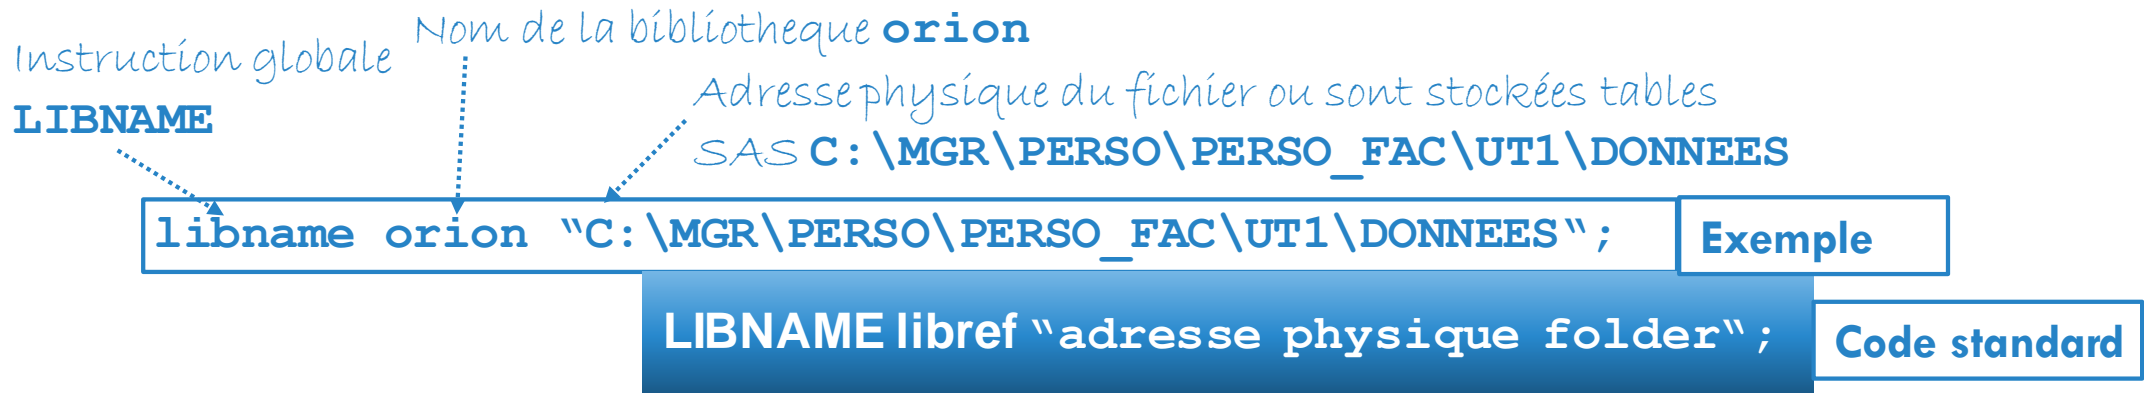 Instruction globale
LIBNAME
Nom de la bibliotheque orion
Adresse physique du fichier ou sont stockées tables
SAS C:\MGR\PERSO\PERSO_FAC\UT1\DONNEES
libname orion “C:\MGR\PERSO\PERSO_FAC\UT1\DONNEES“;
Exemple
LIBNAME libref “adresse physique folder“;
Code standard